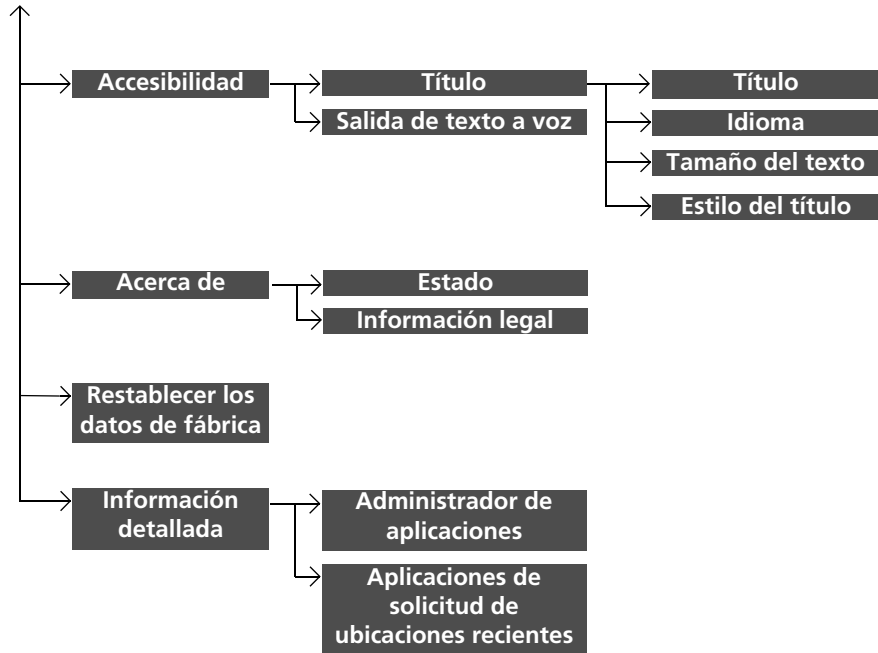 Accesibilidad
Título
Título
Salida de texto a voz
Idioma
Tamaño del texto
Estilo del título
Acerca de
Estado
Información legal
Restablecer los
datos de fábrica
Información
detallada
Administrador de
aplicaciones
Aplicaciones de
solicitud de
ubicaciones recientes